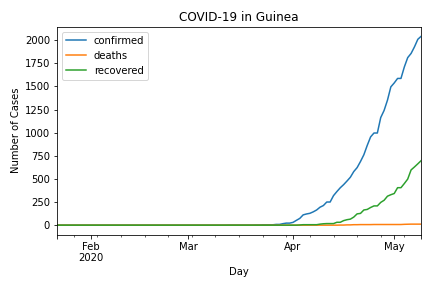 COVID-19 in Guinea
confirmed
deaths
recovered
Number of Cases
2000
1750
1500
1250
1000
750
500
250
0
Feb
2020
Mar
Apr
May
Day